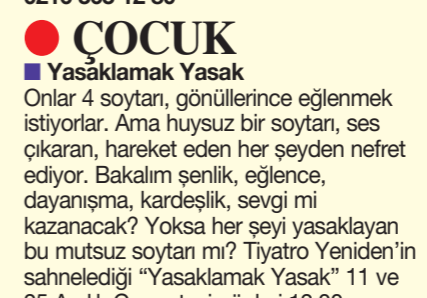 ÇOCUK
Yasaklamak Yasak
Onlar 4 soytarı, gönüllerince eğlenmek
istiyorlar. Ama huysuz bir soytarı, ses
çıkaran, hareket eden her şeyden nefret
ediyor. Bakalım şenlik, eğlence,
dayanışma, kardeşlik, sevgi mi
kazanacak? Yoksa her şeyi yasaklayan
bu mutsuz soytarı mı? Tiyatro Yeniden’in
sahnelediği “Yasaklamak Yasak” 11 ve